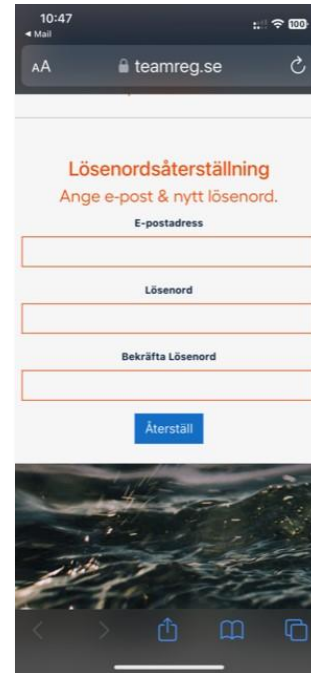 10:47
100
◀ Mail
AA
teamreg.se
Lösenordsåterställning
Ange e-post & nytt lösenord.
E-postadress
Lösenord
Bekräfta Lösenord
Återställ